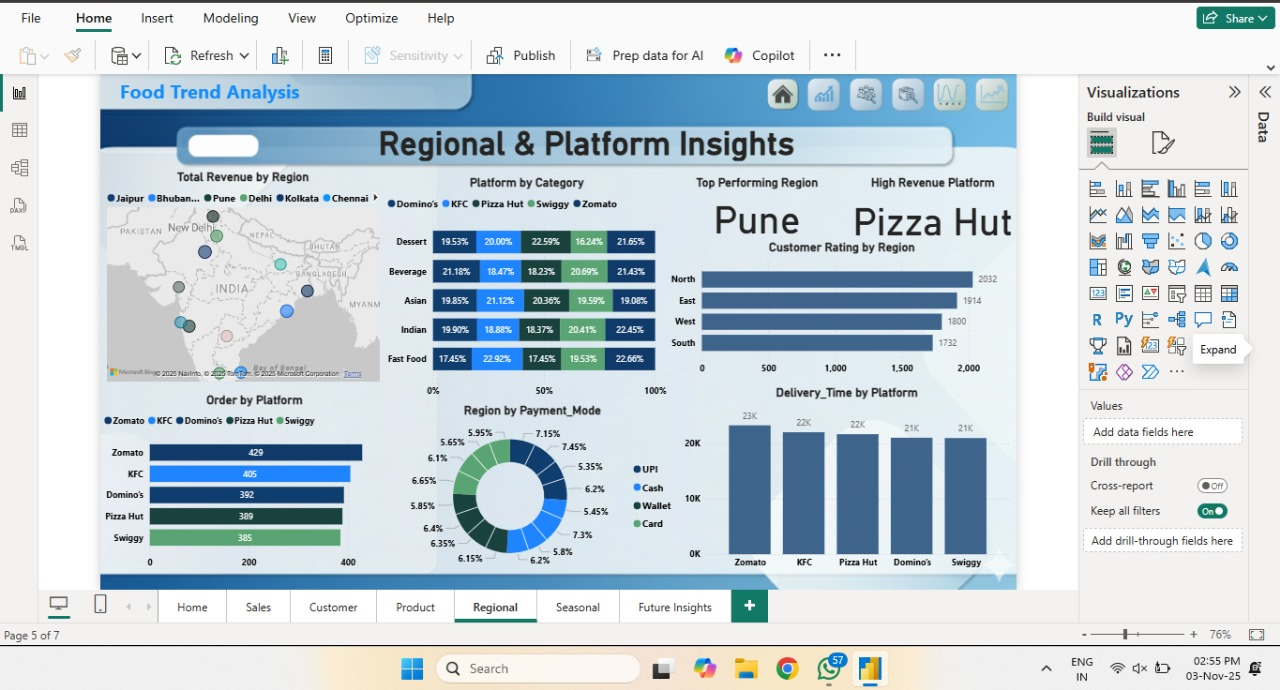 File Home Insert Modeling View Optimize Help Share
Refresh Sensitivity Publish Prep data for AI Copilot ...
Food Trend Analysis
Regional & Platform Insights
Total Revenue by Region
Jaipur Bhuban... Pune Delhi Kolkata Chennai
PAKISTAN New Delhi NEPAL BHUTAN
BANGLADESH
INDIA
MYANM
Bay of Bengal
Microsoft Bing © 2025 NavInfo, © 2025 TomTom, © 2025 Microsoft Corporation Terms
Platform by Category
Domino's KFC Pizza Hut Swiggy Zomato
Dessert 19.53% 20.00% 22.59% 16.24% 21.65%
Beverage 21.18% 18.47% 18.23% 20.69% 21.43%
Asian 19.85% 21.12% 20.36% 19.59% 19.08%
Indian 19.90% 18.88% 18.37% 20.41% 22.45%
Fast Food 17.45% 22.92% 17.45% 19.53% 22.66%
0% 50% 100%
Top Performing Region
Pune
High Revenue Platform
Pizza Hut
Customer Rating by Region
North 2032
East 1914
West 1800
South 1732
0 500 1,000 1,500 2,000
Order by Platform
Zomato KFC Domino's Pizza Hut Swiggy
Zomato 429
KFC 405
Domino's 392
Pizza Hut 389
Swiggy 385
0 200 400
Region by Payment_Mode
5.95% 7.15%
5.65% 7.45%
6.1% 5.35%
6.65% 6.2%
5.85% 5.45%
6.4% 7.3%
6.35% 5.8%
6.15% 6.2%
UPI
Cash
Wallet
Card
Delivery_Time by Platform
23K 22K 22K 21K 21K
20K
10K
0K
Zomato KFC Pizza Hut Domino's Swiggy
Visualizations
Build visual
R Py
123
Expand
...
Values
Add data fields here
Drill through
Cross-report Off
Keep all filters On
Add drill-through fields here
Data
DAX
TMDL
Home Sales Customer Product Regional Seasonal Future Insights +
Page 5 of 7
- + 76%
Search
57
ENG
IN
02:55 PM
03-Nov-25